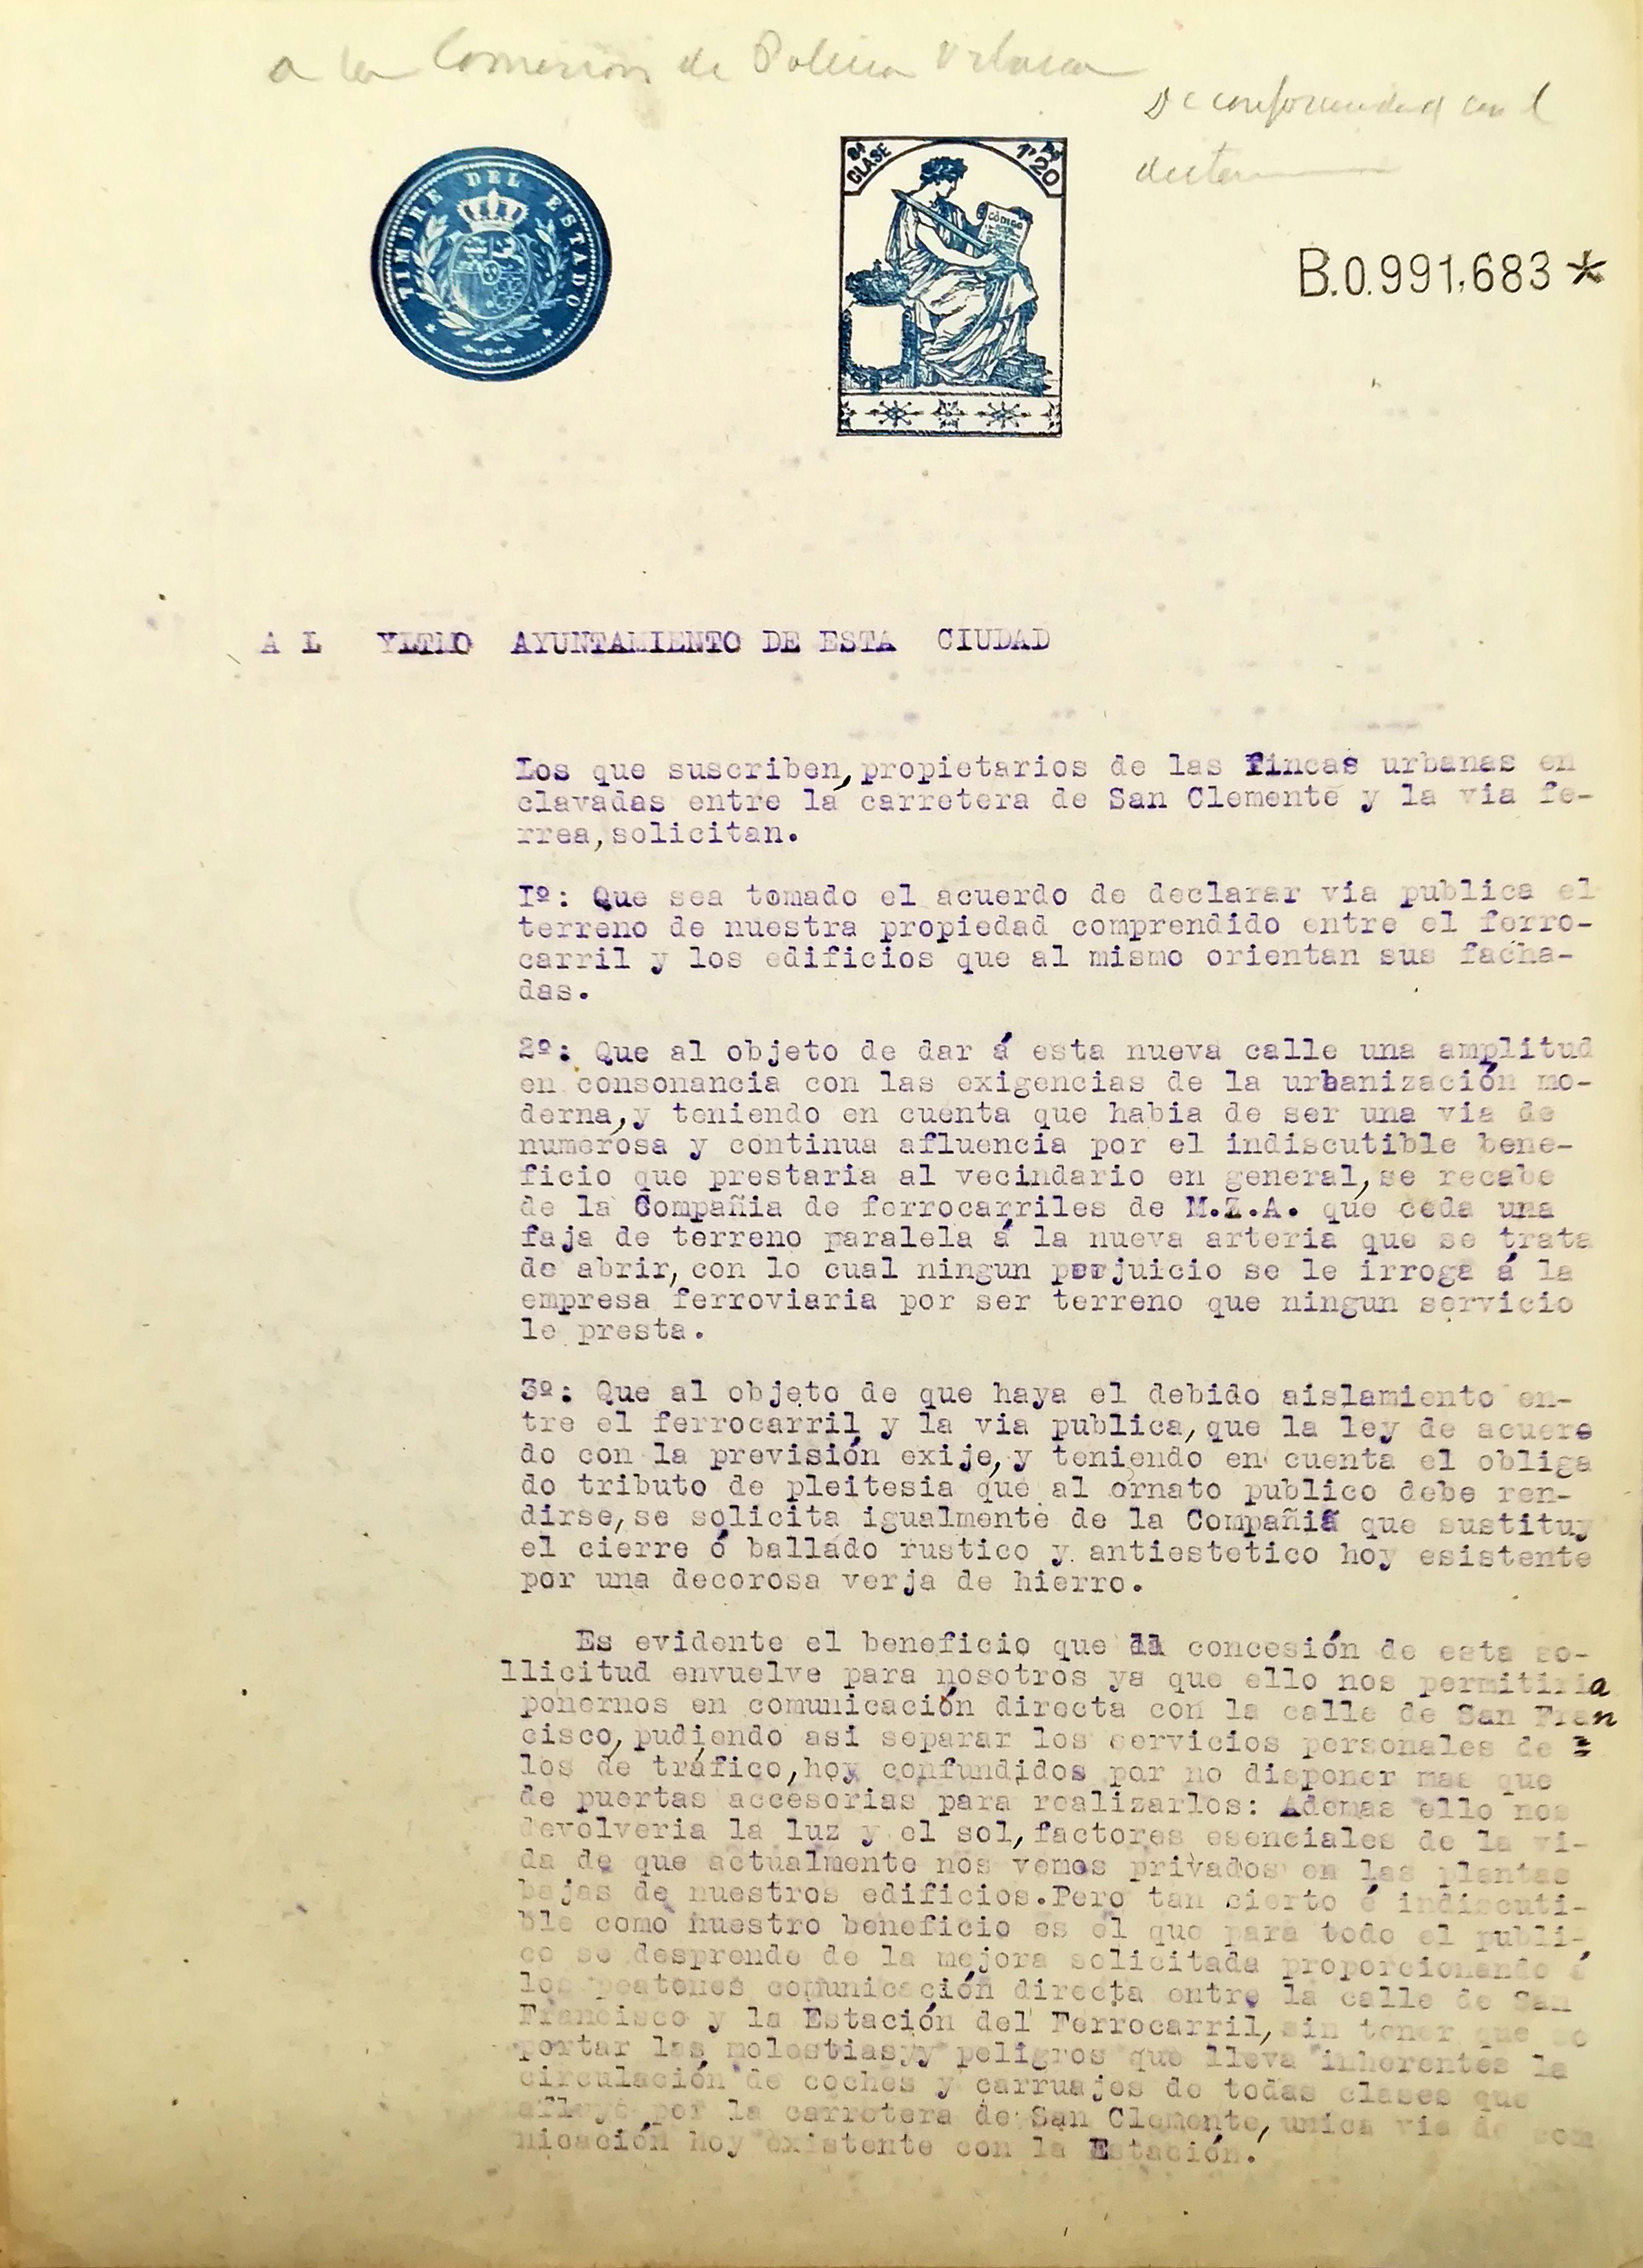 a la Comision de Policia Urbana
De conformidad con el
dictamen
TIMBRE DEL ESTADO
8ª CLASE
1'20
CÓDIGO
B.0.991.683*
A L YLTMO AYUNTAMIENTO DE ESTA CIUDAD
Los que suscriben,propietarios de las fincas urbanas en
clavadas entre la carretera de San Clemente y la via fe-
rrea,solicitan.
Iº: Que sea tomado el acuerdo de declarar via publica el
terreno de nuestra propiedad comprendido entre el ferro-
carril y los edificios que al mismo orientan sus facha-
das.
2º: Que al objeto de dar á esta nueva calle una amplitud
en consonancia con las exigencias de la urbanización mo-
derna,y teniendo en cuenta que habia de ser una via de
numerosa y continua afluencia por el indiscutible bene-
ficio que prestaria al vecindario en general,se recabe
de la Compañia de ferrocarriles de M.Z.A. que ceda una
faja de terreno paralela á la nueva arteria que se trata
de abrir,con lo cual ningun perjuicio se le irroga á la
empresa ferroviaria por ser terreno que ningun servicio
le presta.
3º: Que al objeto de que haya el debido aislamiento en-
tre el ferrocarril y la via publica,que la ley de acuere
do con la previsión exije,y teniendo en cuenta el obliga
do tributo de pleitesia que al ornato publico debe ren-
dirse,se solicita igualmente de la Compañia que sustituy
el cierre ó ballado rustico y antiestetico hoy esistente
por una decorosa verja de hierro.
Es evidente el beneficio que la concesión de esta so-
llicitud envuelve para nosotros ya que ello nos permitiria
ponernos en comunicación directa con la calle de San Fran
cisco,pudiendo asi separar los servicios personales de
los de tráfico,hoy confundidos por no disponer mas que
de puertas accesorias para realizarlos: Ademas ello nos
devolveria la luz y el sol,factores esenciales de la vi-
da de que actualmente nos vemos privados en las plantas
bajas de nuestros edificios.Pero tan cierto é indiscuti-
ble como nuestro beneficio es el que para todo el publi-
co se desprende de la mejora solicitada proporcionando á
los peatones comunicación directa entre la calle de San
Francisco y la Estación del Ferrocarril,sin tener que so
portar las molestiasyy peligros que lleva inherentes la
circulación de coches y carruajes de todas clases que
afluye por la carretera de San Clemente,unica via de com
nicación hoy existente con la Estación.